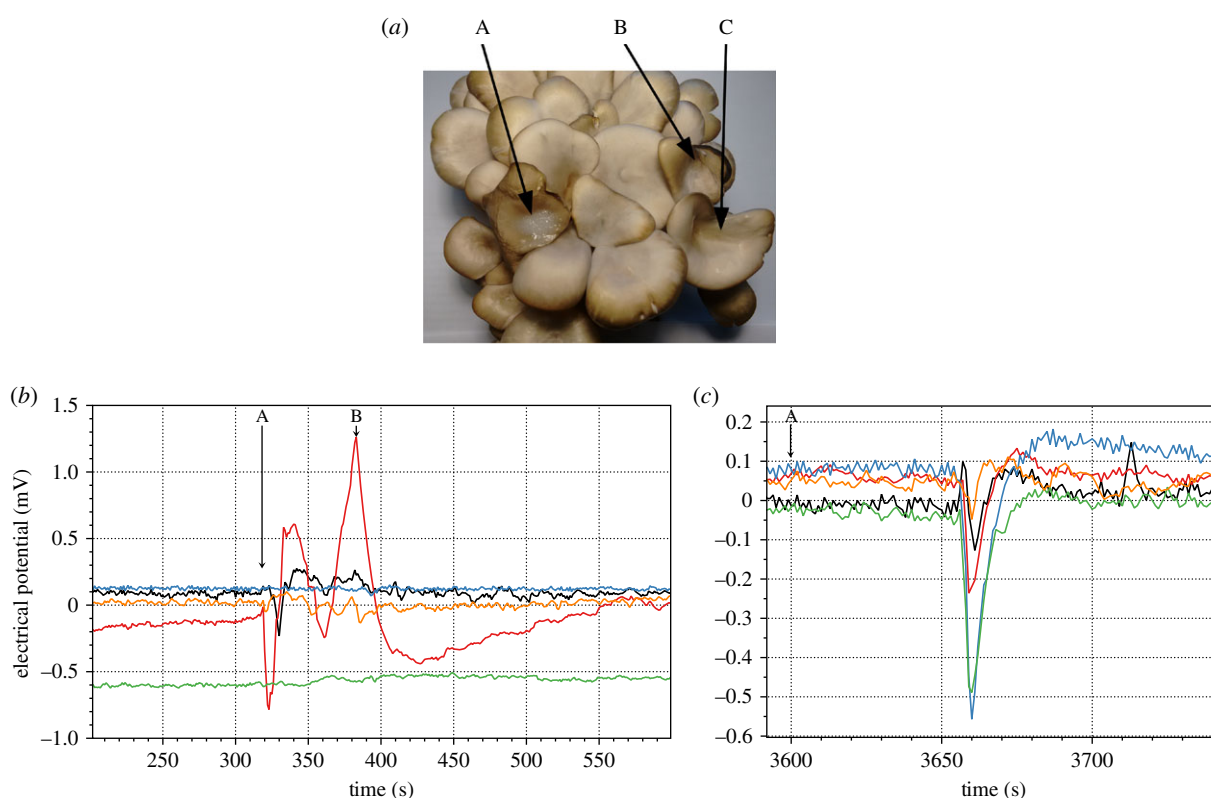 (a) A B C
(b) (c)
1.5
1.0
0.5
0
–0.5
–1.0
electrical potential (mV)
A B
250 300 350 400 450 500 550
time (s)
0.2
0.1
0
–0.1
–0.2
–0.3
–0.4
–0.5
–0.6
A
3600 3650 3700
time (s)